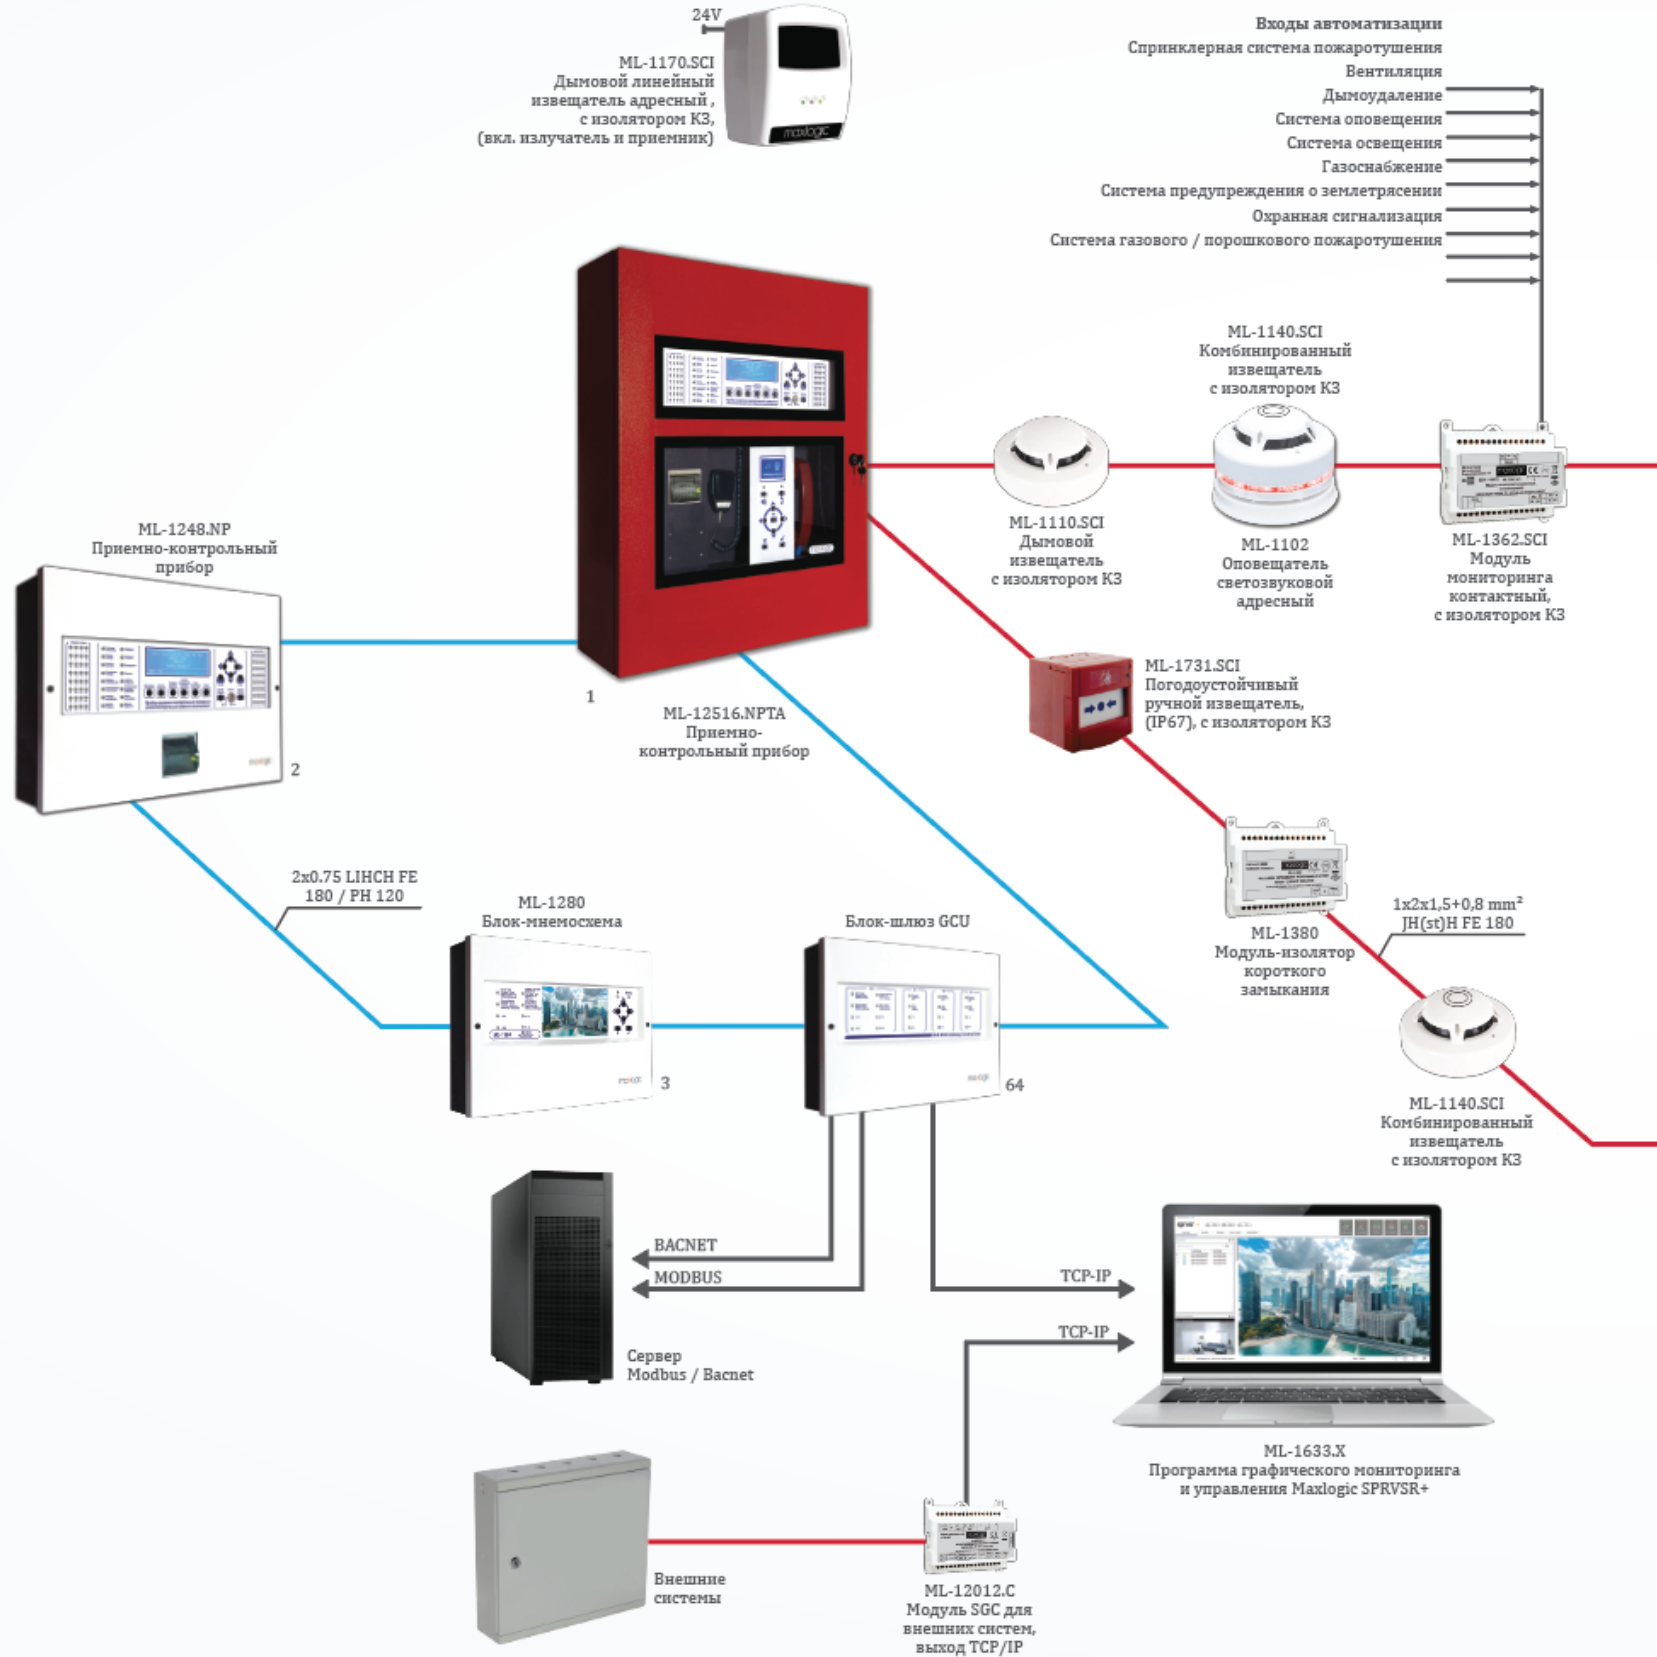 24V
ML-1170.SCI
Дымовой линейный
извещатель адресный ,
с изолятором КЗ,
(вкл. излучатель и приемник)
maxlogic
Входы автоматизации
Спринклерная система пожаротушения
Вентиляция
Дымоудаление
Система оповещения
Система освещения
Газоснабжение
Система предупреждения о землетрясении
Охранная сигнализация
Система газового / порошкового пожаротушения
ML-1140.SCI
Комбинированный
извещатель
с изолятором КЗ
ML-1110.SCI
Дымовой
извещатель
с изолятором КЗ
ML-1102
Оповещатель
светозвуковой
адресный
ML-1362.SCI
Модуль
мониторинга
контактный,
с изолятором КЗ
ML-1248.NP
Приемно-контрольный
прибор
2
1
ML-12516.NPTA
Приемно-
контрольный прибор
ML-1731.SCI
Погодоустойчивый
ручной извещатель,
(IP67), с изолятором КЗ
2x0.75 LIHCH FE
180 / PH 120
ML-1280
Блок-мнемосхема
3
Блок-шлюз GCU
64
ML-1380
Модуль-изолятор
короткого
замыкания
1x2x1,5+0,8 mm²
JH(st)H FE 180
ML-1140.SCI
Комбинированный
извещатель
с изолятором КЗ
BACNET
MODBUS
TCP-IP
TCP-IP
Сервер
Modbus / Bacnet
ML-1633.X
Программа графического мониторинга
и управления Maxlogic SPRVSR+
Внешние
системы
ML-12012.C
Модуль SGC для
внешних систем,
выход TCP/IP